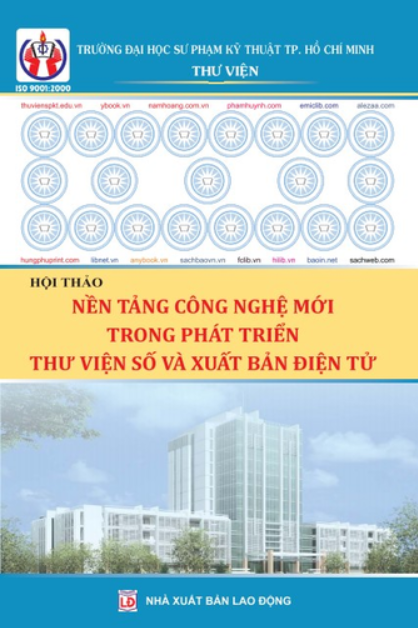 TRƯỜNG ĐẠI HỌC SƯ PHẠM KỸ THUẬT TP. HỒ CHÍ MINH
THƯ VIỆN
ISO 9001:2000
thuvienspkt.edu.vn ybook.vn namhoang.com.vn phamhuynh.com emiclib.com alezaa.com
hungphuprint.com libnet.vn anybook.vn sachbaovn.vn fclib.vn hilib.vn baoin.net sachweb.com
HỘI THẢO
NỀN TẢNG CÔNG NGHỆ MỚI
TRONG PHÁT TRIỂN
THƯ VIỆN SỐ VÀ XUẤT BẢN ĐIỆN TỬ
LĐ
NHÀ XUẤT BẢN LAO ĐỘNG